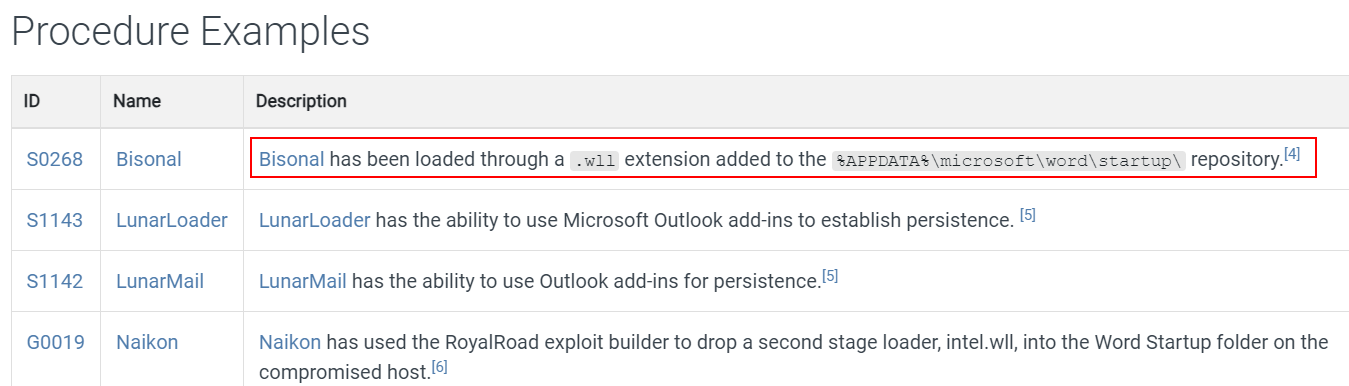 Procedure Examples
ID Name Description
S0268 Bisonal Bisonal has been loaded through a .wll extension added to the %APPDATA%\microsoft\word\startup\ repository.[4]
S1143 LunarLoader LunarLoader has the ability to use Microsoft Outlook add-ins to establish persistence. [5]
S1142 LunarMail LunarMail has the ability to use Outlook add-ins for persistence.[5]
G0019 Naikon Naikon has used the RoyalRoad exploit builder to drop a second stage loader, intel.wll, into the Word Startup folder on the
compromised host.[6]